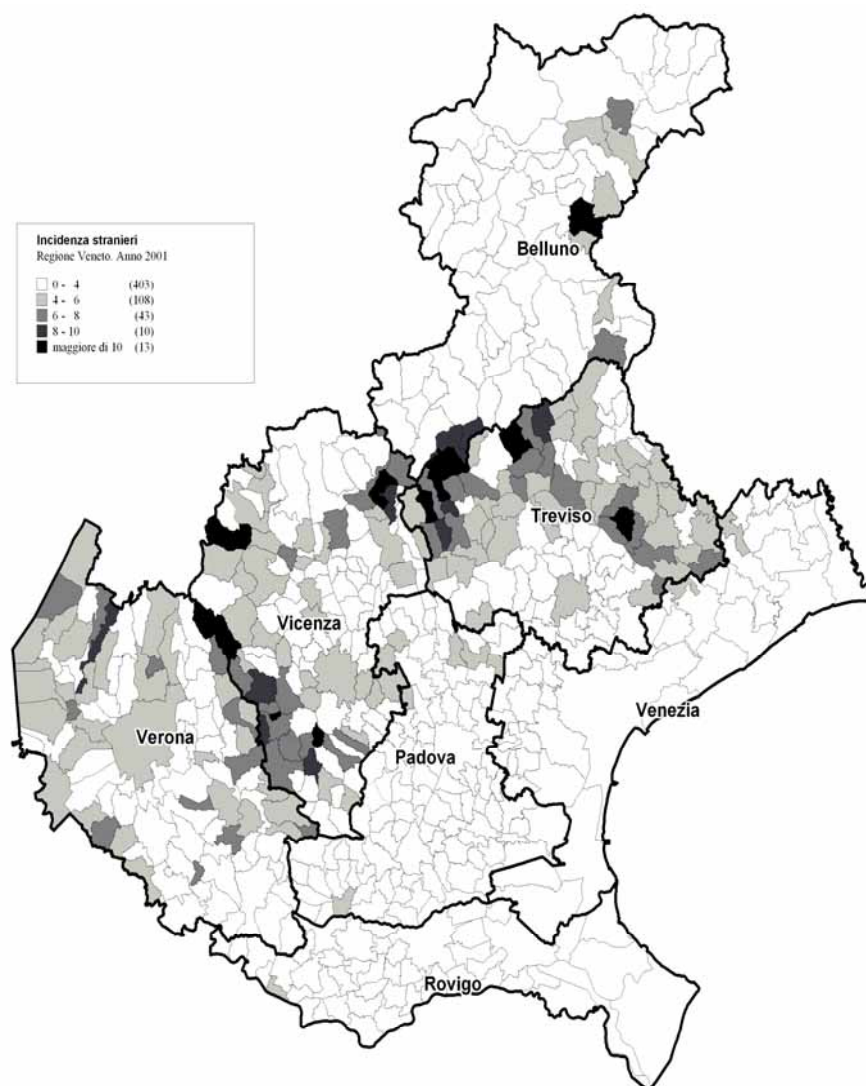 Incidenza stranieri
Regione Veneto. Anno 2001
0 - 4 (403)
4 - 6 (108)
6 - 8 (43)
8 - 10 (10)
maggiore di 10 (13)
Belluno
Treviso
Vicenza
Venezia
Verona
Padova
Rovigo